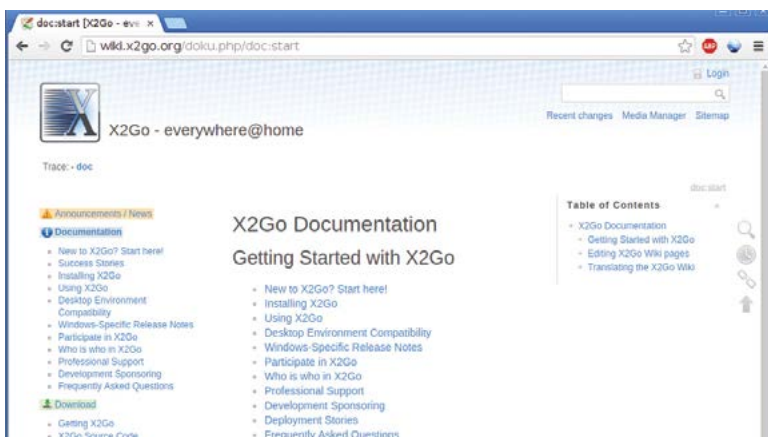 doc:start [X2Go - eve
wiki.x2go.org/doku.php/doc:start
ABP
Login
X
X2Go - everywhere@home
Recent changes Media Manager Sitemap
Trace: • doc
doc:start
Announcements / News
Documentation
New to X2Go? Start here!
Success Stories
Installing X2Go
Using X2Go
Desktop Environment
Compatibility
Windows-Specific Release Notes
Participate in X2Go
Who is who in X2Go
Professional Support
Development Sponsoring
Frequently Asked Questions
Download
Getting X2Go
X2Go Source Code
X2Go Documentation
Getting Started with X2Go
New to X2Go? Start here!
Installing X2Go
Using X2Go
Desktop Environment Compatibility
Windows-Specific Release Notes
Participate in X2Go
Who is who in X2Go
Professional Support
Development Sponsoring
Deployment Stories
Frequently Asked Questions
Table of Contents
X2Go Documentation
Getting Started with X2Go
Editing X2Go Wiki pages
Translating the X2Go Wiki